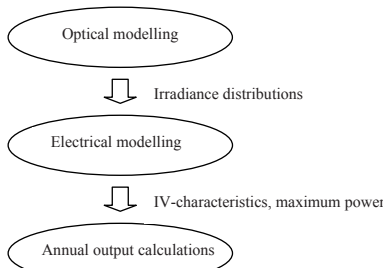 Optical modelling
Irradiance distributions
Electrical modelling
IV-characteristics, maximum power
Annual output calculations